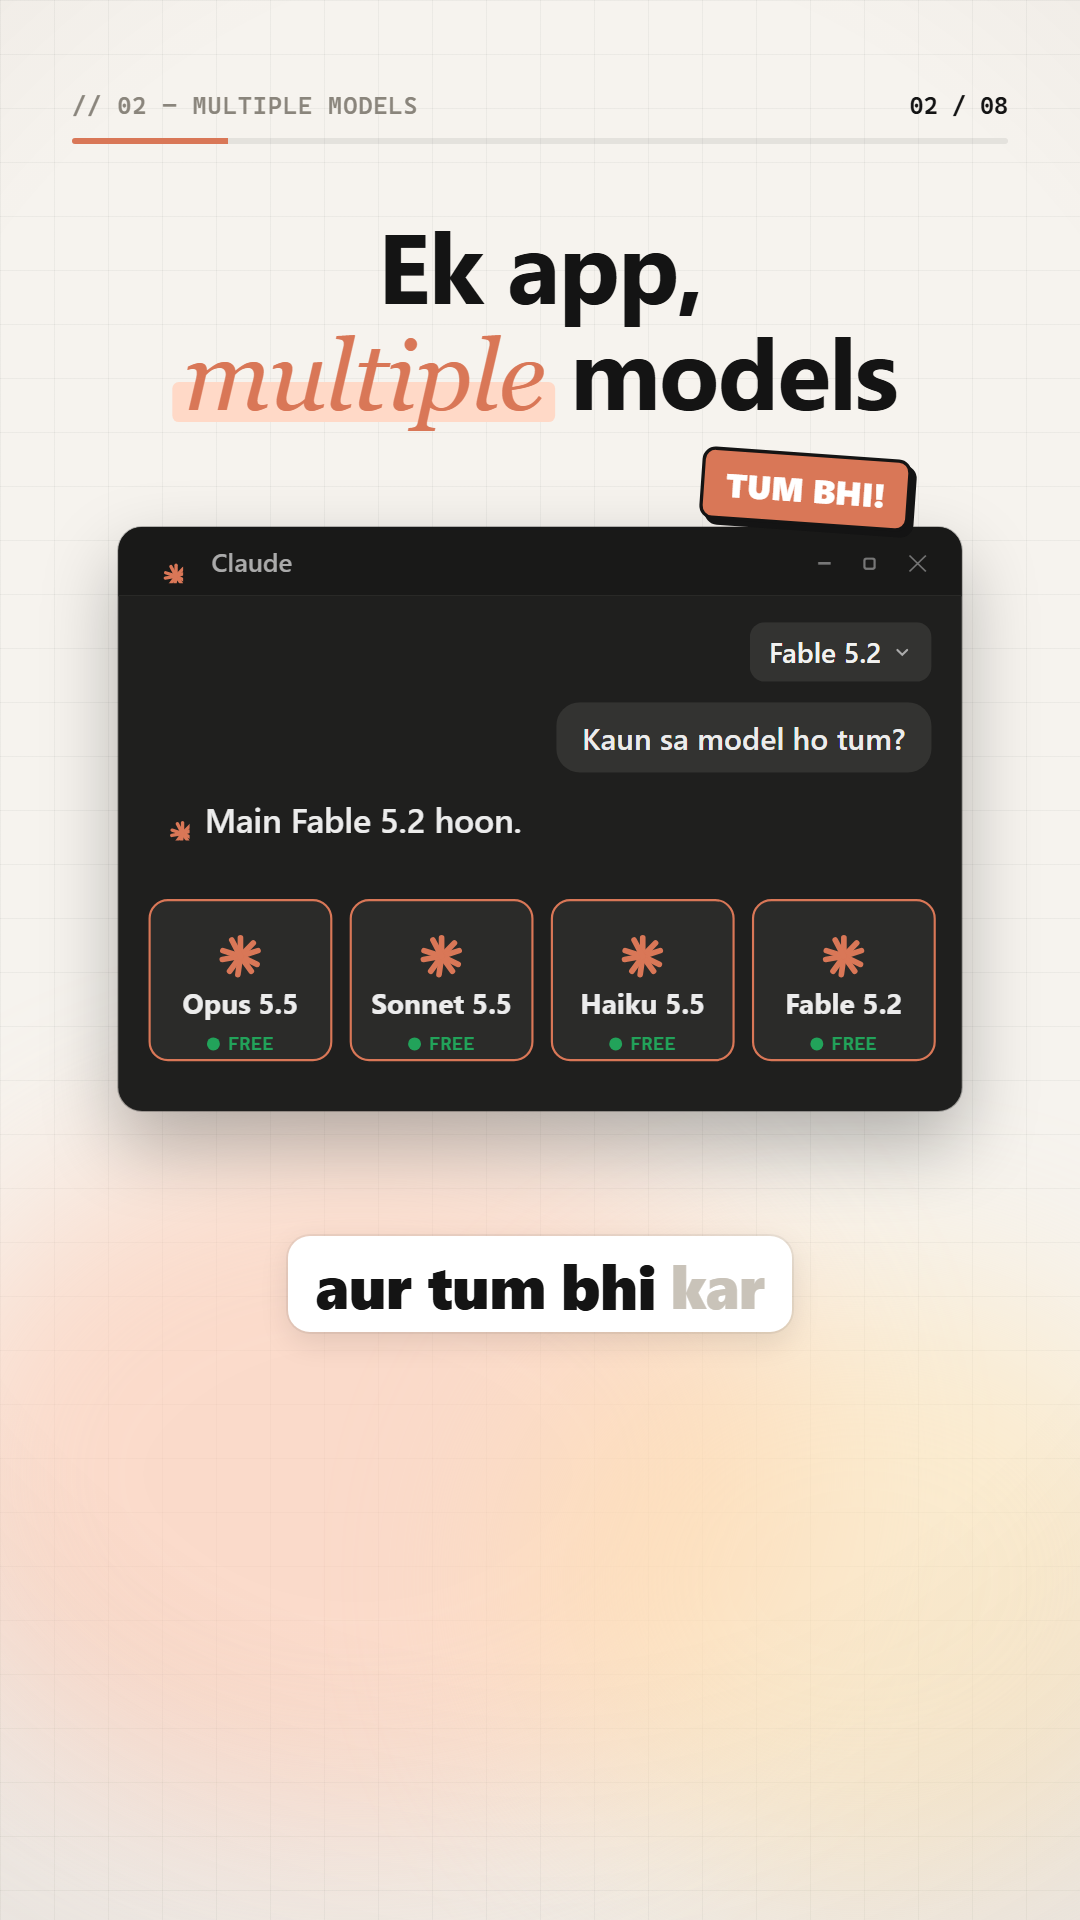 // 02 — MULTIPLE MODELS
02 / 08
Ek app,
multiple models
TUM BHI!
Claude
Fable 5.2
Kaun sa model ho tum?
Main Fable 5.2 hoon.
Opus 5.5
FREE
Sonnet 5.5
FREE
Haiku 5.5
FREE
Fable 5.2
FREE
aur tum bhi kar